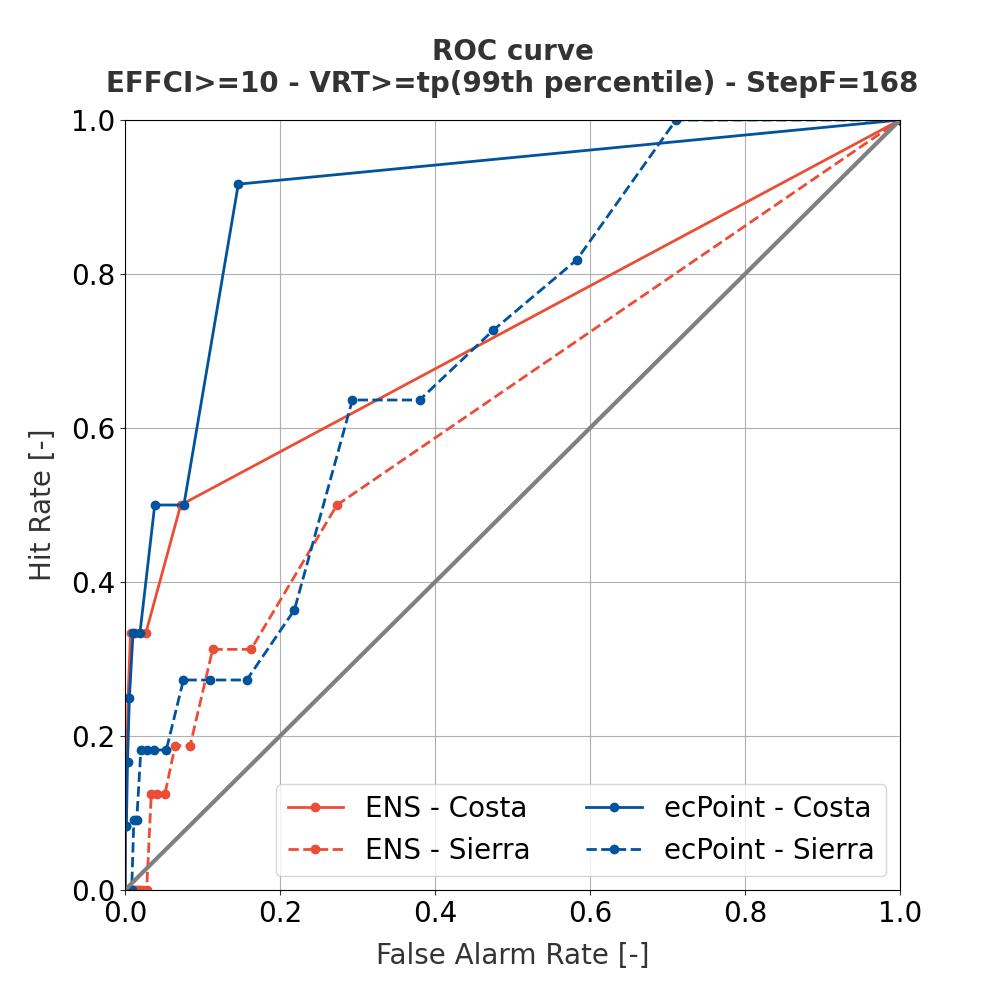 ROC curve
EFFCI>=10 - VRT>=tp(99th percentile) - StepF=168
1.0
0.8
0.6
0.4
0.2
0.0
Hit Rate [-]
ENS - Costa
ENS - Sierra
ecPoint - Costa
ecPoint - Sierra
0.0 0.2 0.4 0.6 0.8 1.0
False Alarm Rate [-]